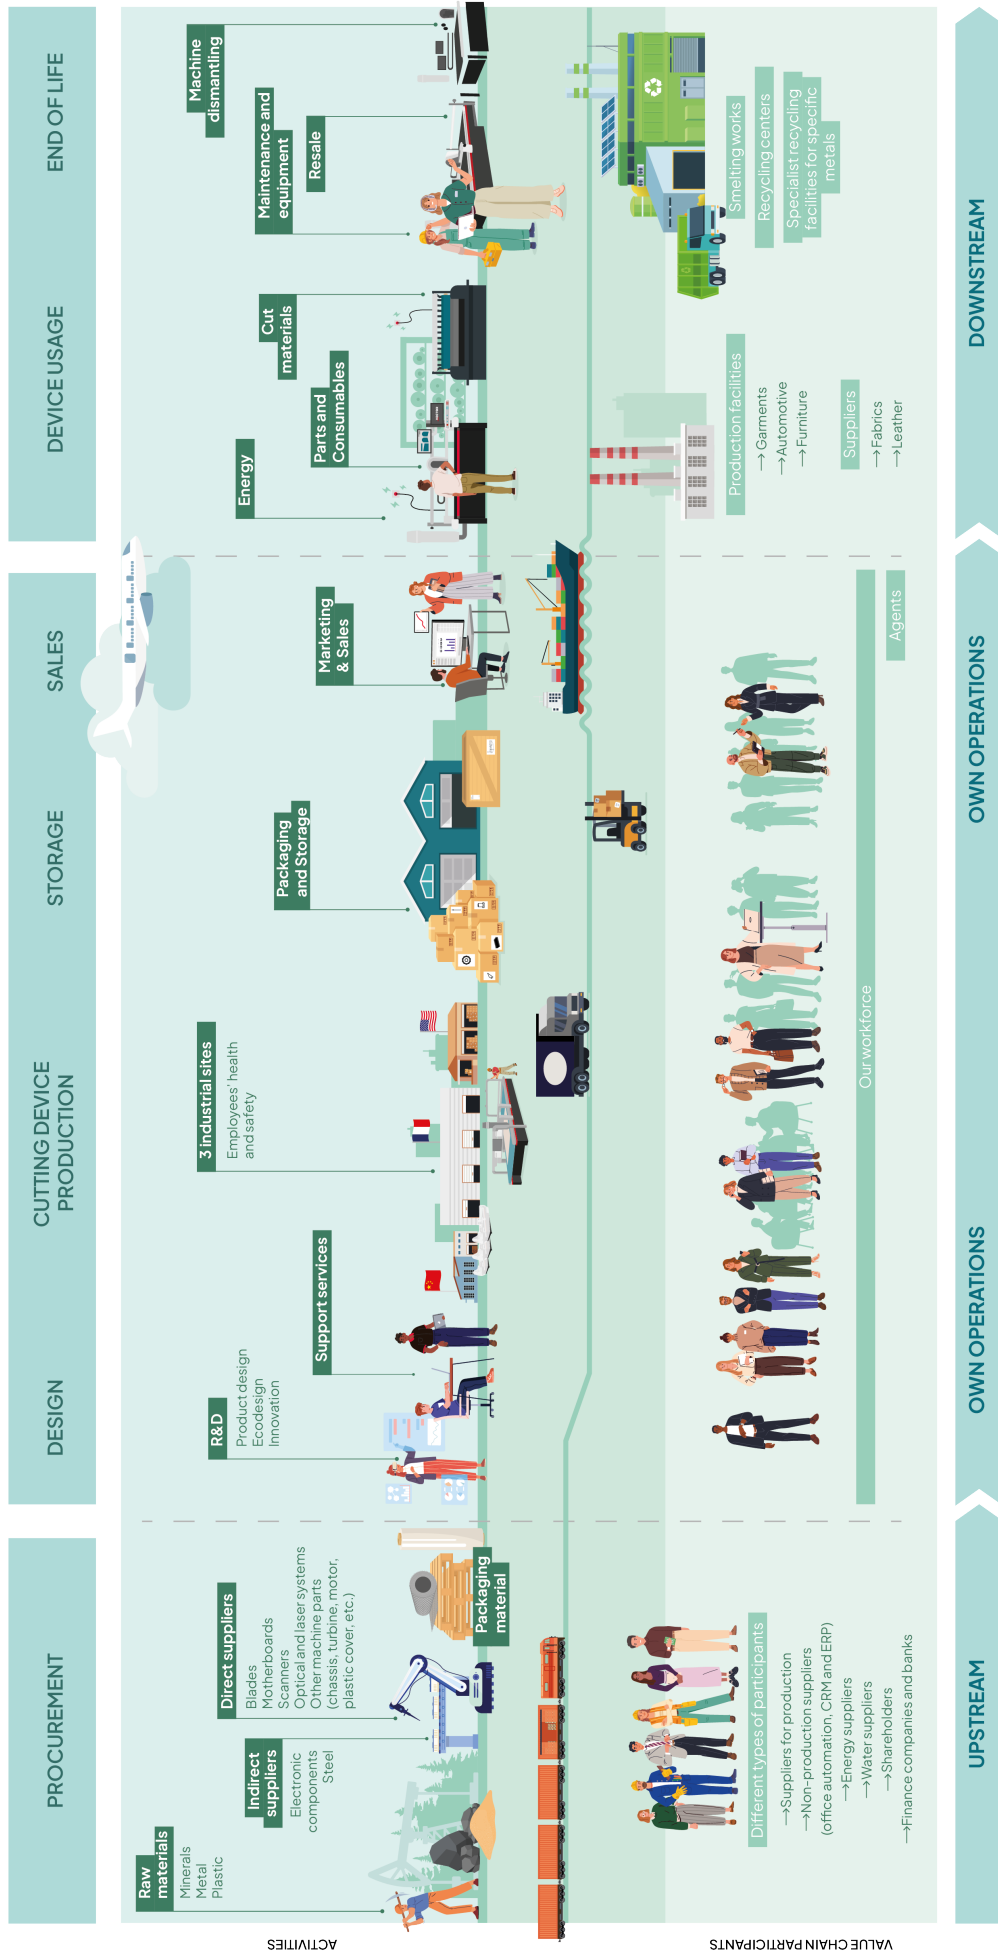 PROCUREMENT
DESIGN
CUTTING DEVICE
PRODUCTION
STORAGE
SALES
DEVICE USAGE
END OF LIFE
ACTIVITIES
Raw
materials
Minerals
Metal
Plastic
Indirect
suppliers
Electronic
components
Steel
Direct suppliers
Blades
Motherboards
Scanners
Optical and laser systems
Other machine parts
(chassis, turbine, motor,
plastic cover, etc.)
Packaging
material
R&D
Product design
Ecodesign
Innovation
Support services
3 industrial sites
Employees' health
and safety
Packaging
and Storage
Marketing
& Sales
Energy
Parts and
Consumables
Cut
materials
Maintenance and
equipment
Resale
Machine
dismantling
VALUE CHAIN PARTICIPANTS
Different types of participants
→Suppliers for production
→Non-production suppliers
(office automation, CRM and ERP)
→Energy suppliers
→Water suppliers
→Shareholders
→Finance companies and banks
Our workforce
Agents
Production facilities
→Garments
→Automotive
→Furniture
Suppliers
→Fabrics
→Leather
Smelting works
Recycling centers
Specialist recycling
facilities for specific
metals
UPSTREAM
OWN OPERATIONS
OWN OPERATIONS
DOWNSTREAM